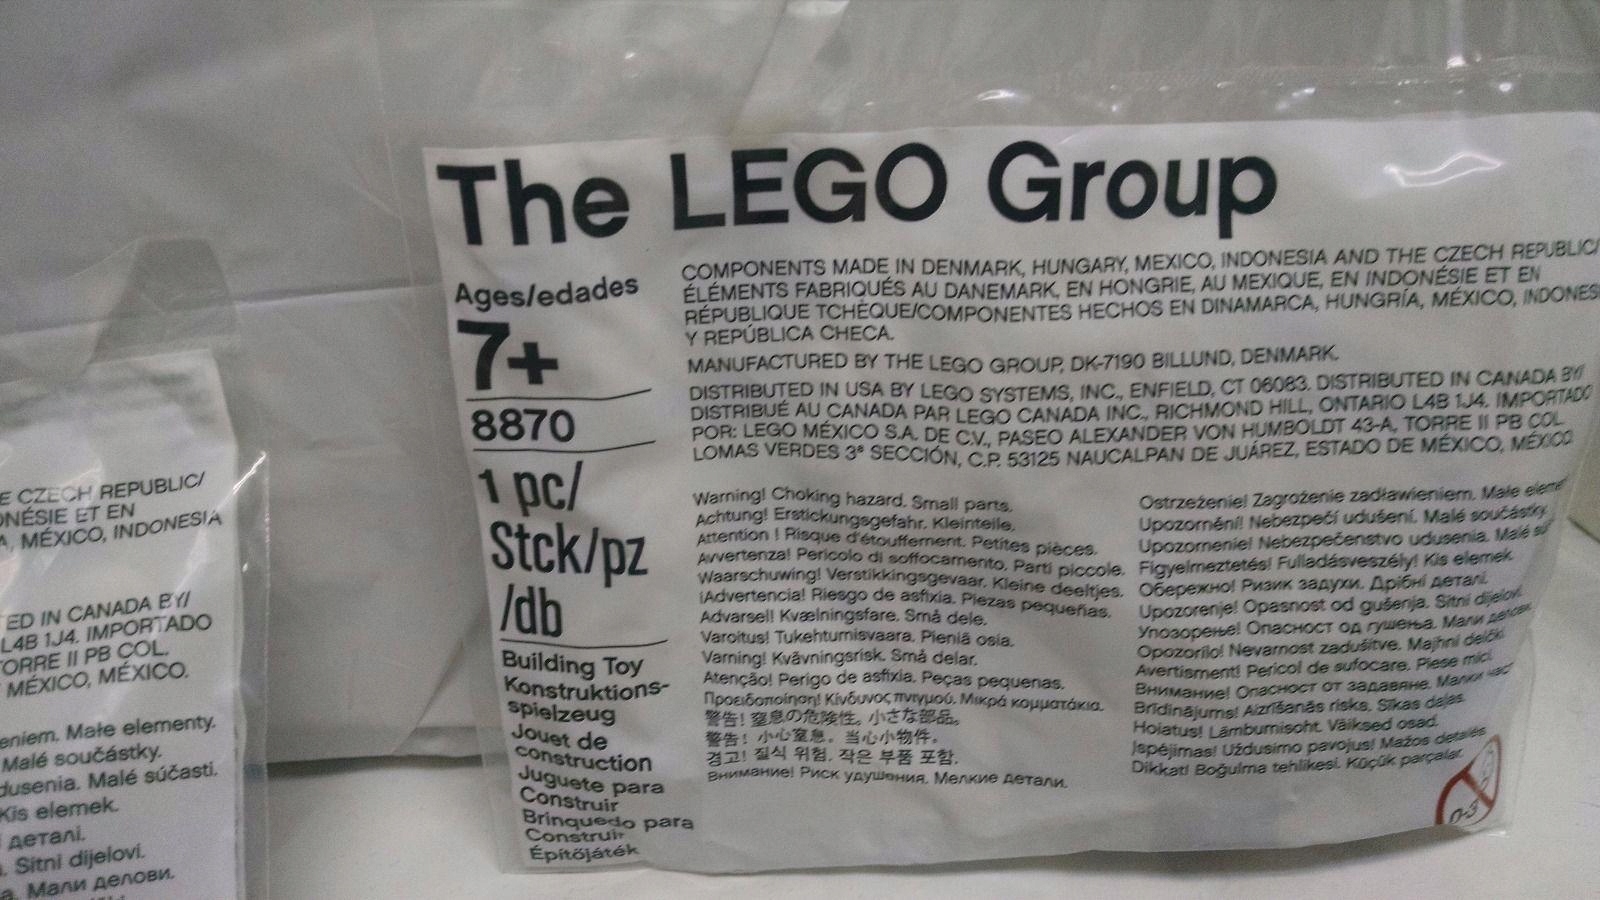 The LEGO Group
Ages/edades
7+
8870
1 pc/
Stck/pz
/db
Building Toy
Konstruktions-
spielzeug
Jouet de
construction
Juguete para
Construir
Brinquedo para
Construir
Építőjáték
COMPONENTS MADE IN DENMARK, HUNGARY, MEXICO, INDONESIA AND THE CZECH REPUBLIC/
ÉLÉMENTS FABRIQUÉS AU DANEMARK, EN HONGRIE, AU MEXIQUE, EN INDONÉSIE ET EN
RÉPUBLIQUE TCHÈQUE/COMPONENTES HECHOS EN DINAMARCA, HUNGRÍA, MÉXICO, INDONES
Y REPÚBLICA CHECA.
MANUFACTURED BY THE LEGO GROUP, DK-7190 BILLUND, DENMARK.
DISTRIBUTED IN USA BY LEGO SYSTEMS, INC., ENFIELD, CT 06083. DISTRIBUTED IN CANADA BY/
DISTRIBUÉ AU CANADA PAR LEGO CANADA INC., RICHMOND HILL, ONTARIO L4B 1J4. IMPORTADO
POR: LEGO MÉXICO S.A. DE C.V., PASEO ALEXANDER VON HUMBOLDT 43-A, TORRE II PB COL.
LOMAS VERDES 3ª SECCIÓN, C.P. 53125 NAUCALPAN DE JUÁREZ, ESTADO DE MÉXICO, MÉXICO
Warning! Choking hazard. Small parts.
Achtung! Erstickungsgefahr. Kleinteile.
Attention ! Risque d'étouffement. Petites pièces.
Avvertenza! Pericolo di soffocamento. Parti piccole.
Waarschuwing! Verstikkingsgevaar. Kleine deeltjes.
¡Advertencia! Riesgo de asfixia. Piezas pequeñas.
Advarsel! Kvælningsfare. Små dele.
Varoitus! Tukehtumisvaara. Pieniä osia.
Varning! Kvävningsrisk. Små delar.
Atenção! Perigo de asfixia. Peças pequenas.
Προειδοποίηση! Κίνδυνος πνιγμού. Μικρά κομματάκια.
警告! 窒息の危険性。小さな部品。
警告! 小心窒息。当心小物件。
경고! 질식 위험. 작은 부품 포함.
Внимание! Риск удушения. Мелкие детали.
Ostrzeżenie! Zagrożenie zadławieniem. Małe eleme
Upozornění! Nebezpečí udušení. Malé součástky.
Upozornenie! Nebezpečenstvo udusenia. Malé sú
Figyelmeztetés! Fulladásveszély! Kis elemek.
Обережно! Ризик задухи. Дрібні деталі.
Upozorenje! Opasnost od gušenja. Sitni dijelovi.
Упозорење! Опасност од гушења. Мали делови.
Opozorilo! Nevarnost zadušitve. Majhni delčki.
Avertisment! Pericol de sufocare. Piese mici.
Внимание! Опасност от задавяне. Малки част
Brīdinājums! Aizrīšanās risks. Sīkas daļas.
Hoiatus! Lämbumisoht. Väiksed osad.
Įspėjimas! Uždusimo pavojus! Mažos detalės.
Dikkat! Boğulma tehlikesi. Küçük parçalar.
0-3
E CZECH REPUBLIC/
ONÉSIE ET EN
A, MÉXICO, INDONESIA
TED IN CANADA BY/
L4B 1J4. IMPORTADO
TORRE II PB COL.
MÉXICO, MÉXICO.
eniem. Małe elementy.
Malé součástky.
dusenia. Malé súčasti.
Kis elemek.
деталі.
Sitni dijelovi.
а. Мали делови.